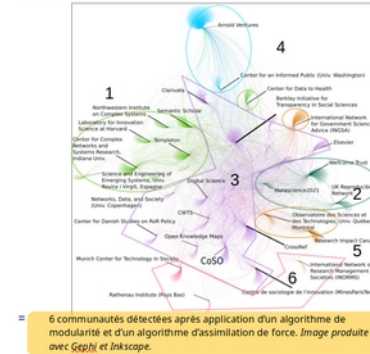 Arnold Ventures
4
Center for an Informed Public (Univ. Washington)
Clarivate
Center for Data to Health
1
Berkley Initiative for
Transparency in Social Sciences
Northwestern Institute
on Complex Systems
Semantic Scholar
International Network
for Government Science
Advice (INGSA)
Laboratory for Innovation
Science at Harvard
Templeton
Elsevier
Center for Complex
Networks and
Systems Research,
Indiana Univ.
Wellcome Trust
Science and Engineering of
Emerging Systems, Univ.
Rovira i Virgili, Espagne
Digital Science
3
Metascience2021
UK Reproducib
Network
2
Networks, Data, and Society
(Univ. Copenhagen)
CWTS
Observatoire des Sciences et
des Technologies, Univ. Québe
Montréal
Center for Danish Studies on RoR Policy
Open Knowledge Maps
CrossRef
Research Impact Cana
5
Munich Center for Technology in Society
CoSO
International Network o
Research Management
Societies (INORMS)
6
Rathenau Institute (Pays Bas)
Centre de sociologie de l'innovation (MinesParisTe
= 6 communautés détectées après application d'un algorithme de
modularité et d'un algorithme d'assimilation de force. Image produite
avec Gephi et Inkscape.